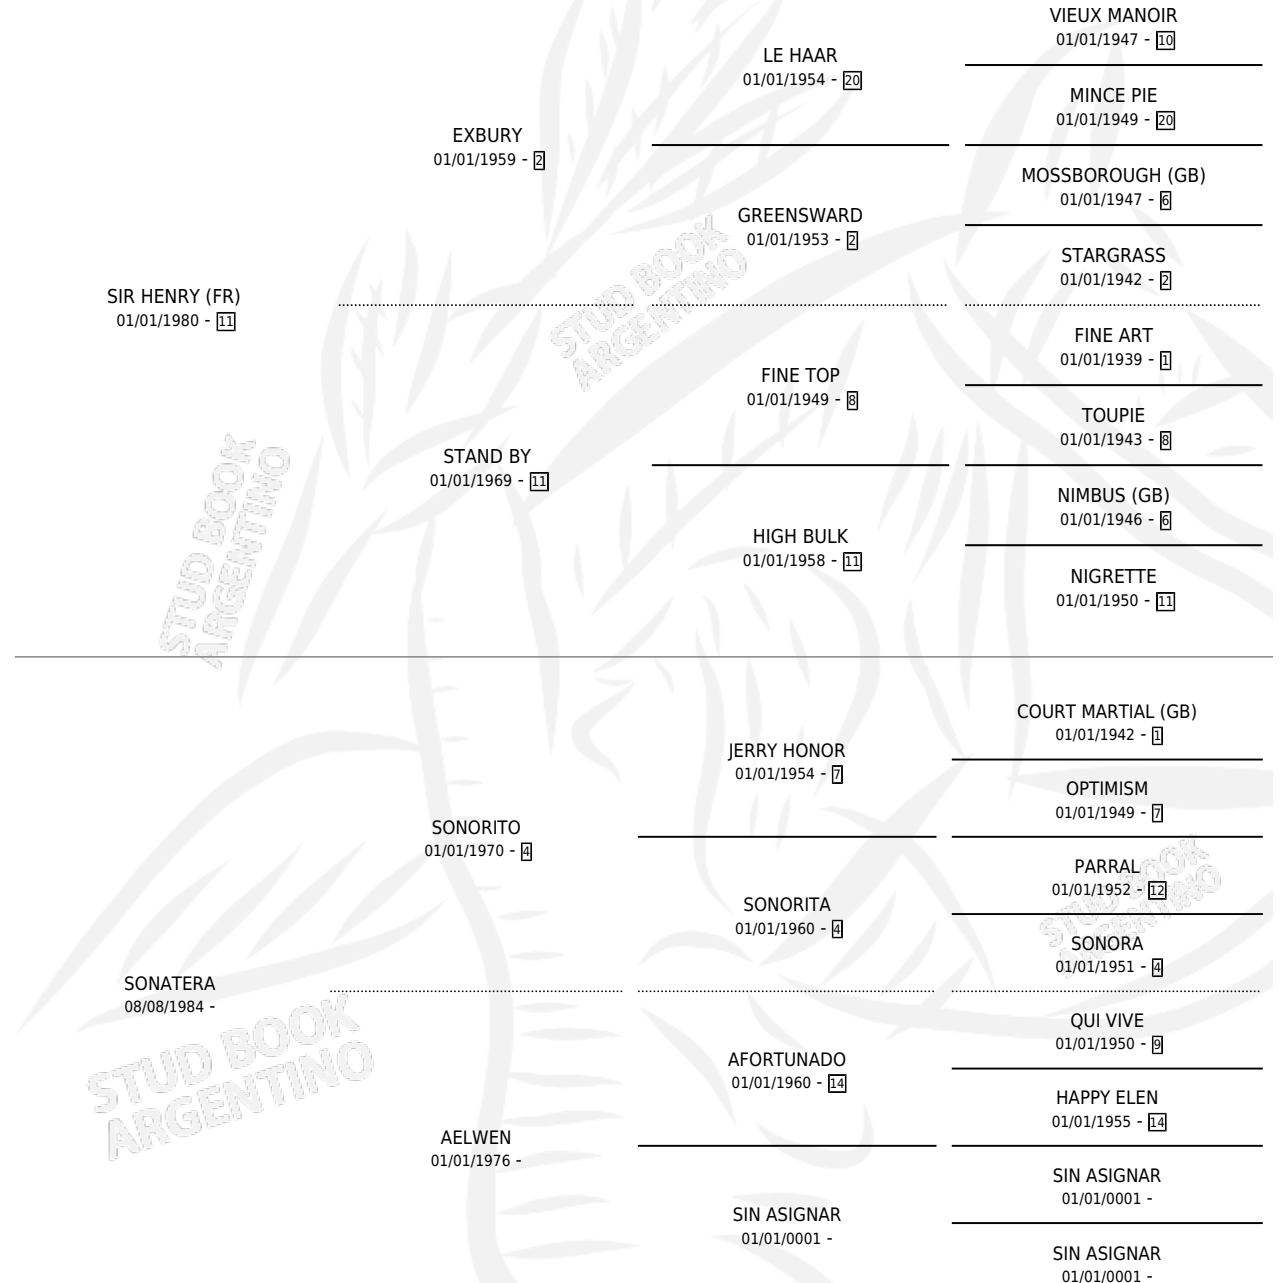 VIEUX MANOIR
01/01/1947 - 10
LE HAAR
01/01/1954 - 20
MINCE PIE
01/01/1949 - 20
EXBURY
01/01/1959 - 2
MOSSBOROUGH (GB)
01/01/1947 - 6
GREENSWARD
01/01/1953 - 2
STARGRASS
01/01/1942 - 2
SIR HENRY (FR)
01/01/1980 - 11
FINE ART
01/01/1939 - 1
FINE TOP
01/01/1949 - 8
TOUPIE
01/01/1943 - 8
STAND BY
01/01/1969 - 11
NIMBUS (GB)
01/01/1946 - 6
HIGH BULK
01/01/1958 - 11
NIGRETTE
01/01/1950 - 11
COURT MARTIAL (GB)
01/01/1942 - 1
JERRY HONOR
01/01/1954 - 7
OPTIMISM
01/01/1949 - 7
SONORITO
01/01/1970 - 4
PARRAL
01/01/1952 - 12
SONORITA
01/01/1960 - 4
SONORA
01/01/1951 - 4
SONATERA
08/08/1984 -
QUI VIVE
01/01/1950 - 9
AFORTUNADO
01/01/1960 - 14
HAPPY ELEN
01/01/1955 - 14
AELWEN
01/01/1976 -
SIN ASIGNAR
01/01/0001 -
SIN ASIGNAR
01/01/0001 -
SIN ASIGNAR
01/01/0001 -
STUD BOOK
ARGENTINO
STUD BOOK
ARGENTINO
STUD BOOK
ARGENTINO
STUD BOOK
ARGENTINO